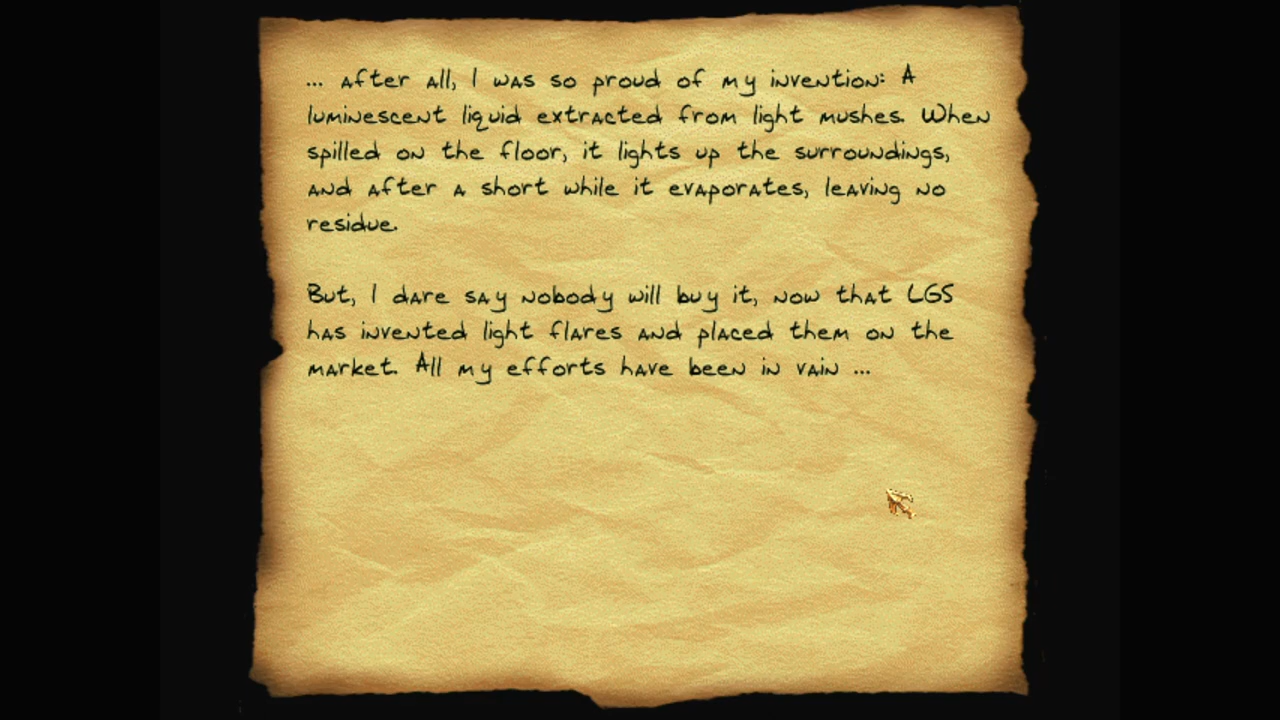 ... after all, I was so proud of my invention: A
luminescent liquid extracted from light mushes. When
spilled on the floor, it lights up the surroundings,
and after a short while it evaporates, leaving no
residue.
But, I dare say nobody will buy it, now that LGS
has invented light flares and placed them on the
market. All my efforts have been in vain ...